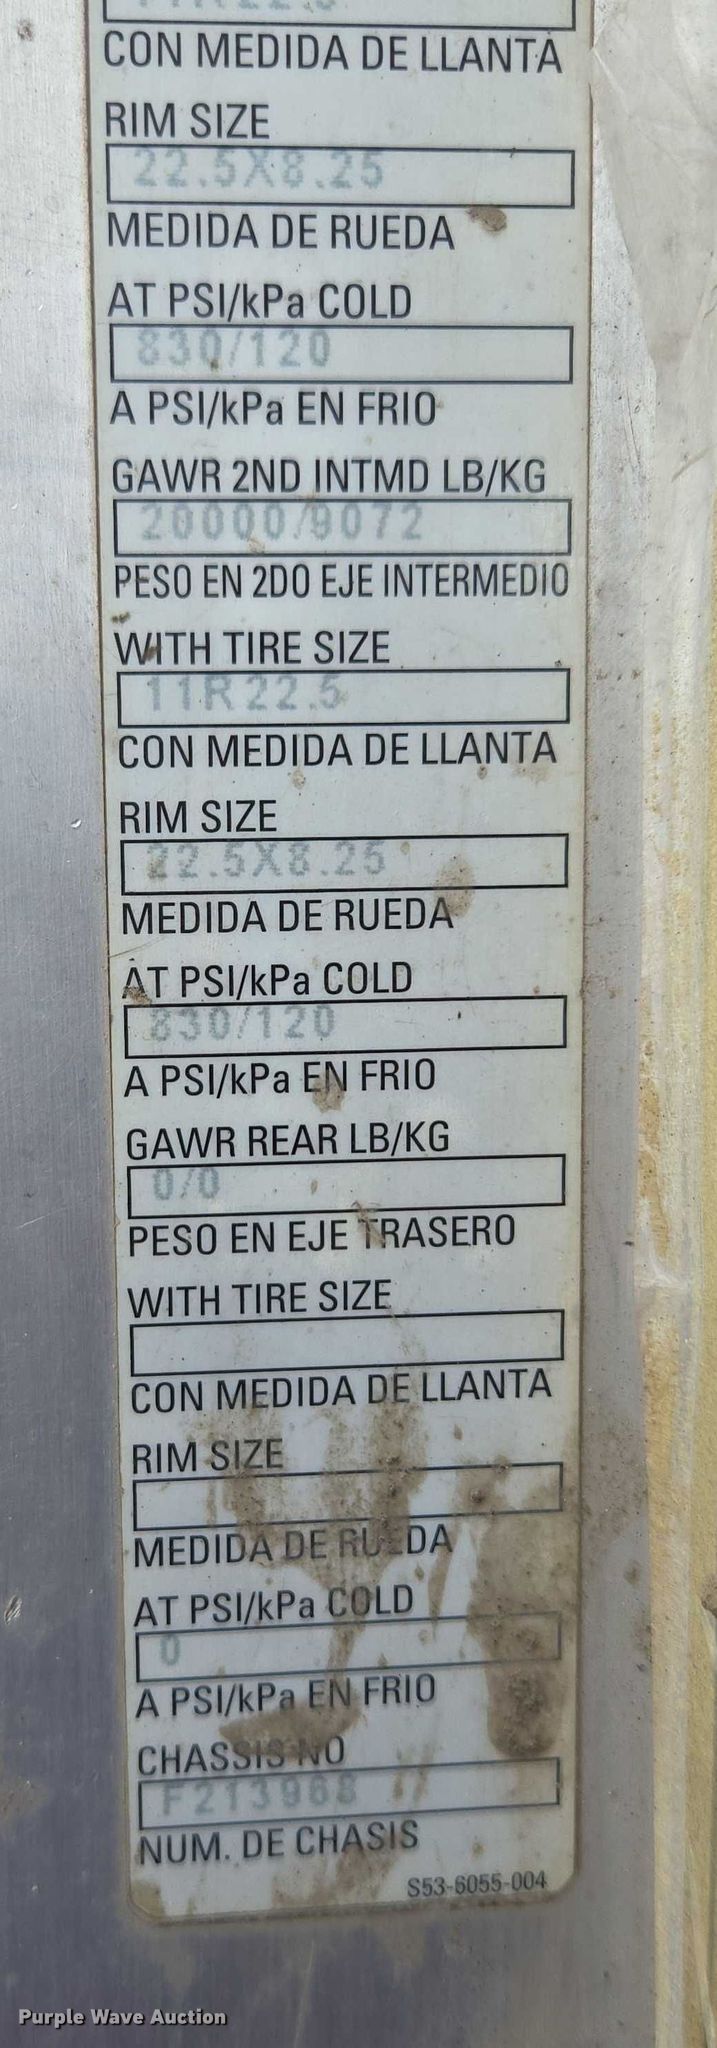 11R22.5
CON MEDIDA DE LLANTA
RIM SIZE
22.5X8.25
MEDIDA DE RUEDA
AT PSI/kPa COLD
830/120
A PSI/kPa EN FRIO
GAWR 2ND INTMD LB/KG
20000/9072
PESO EN 2DO EJE INTERMEDIO
WITH TIRE SIZE
11R22.5
CON MEDIDA DE LLANTA
RIM SIZE
22.5X8.25
MEDIDA DE RUEDA
AT PSI/kPa COLD
830/120
A PSI/kPa EN FRIO
GAWR REAR LB/KG
0/0
PESO EN EJE TRASERO
WITH TIRE SIZE
CON MEDIDA DE LLANTA
RIM SIZE
MEDIDA DE RUEDA
AT PSI/kPa COLD
0
A PSI/kPa EN FRIO
CHASSIS NO
F213968
NUM. DE CHASIS
S53-6055-004
Purple Wave Auction